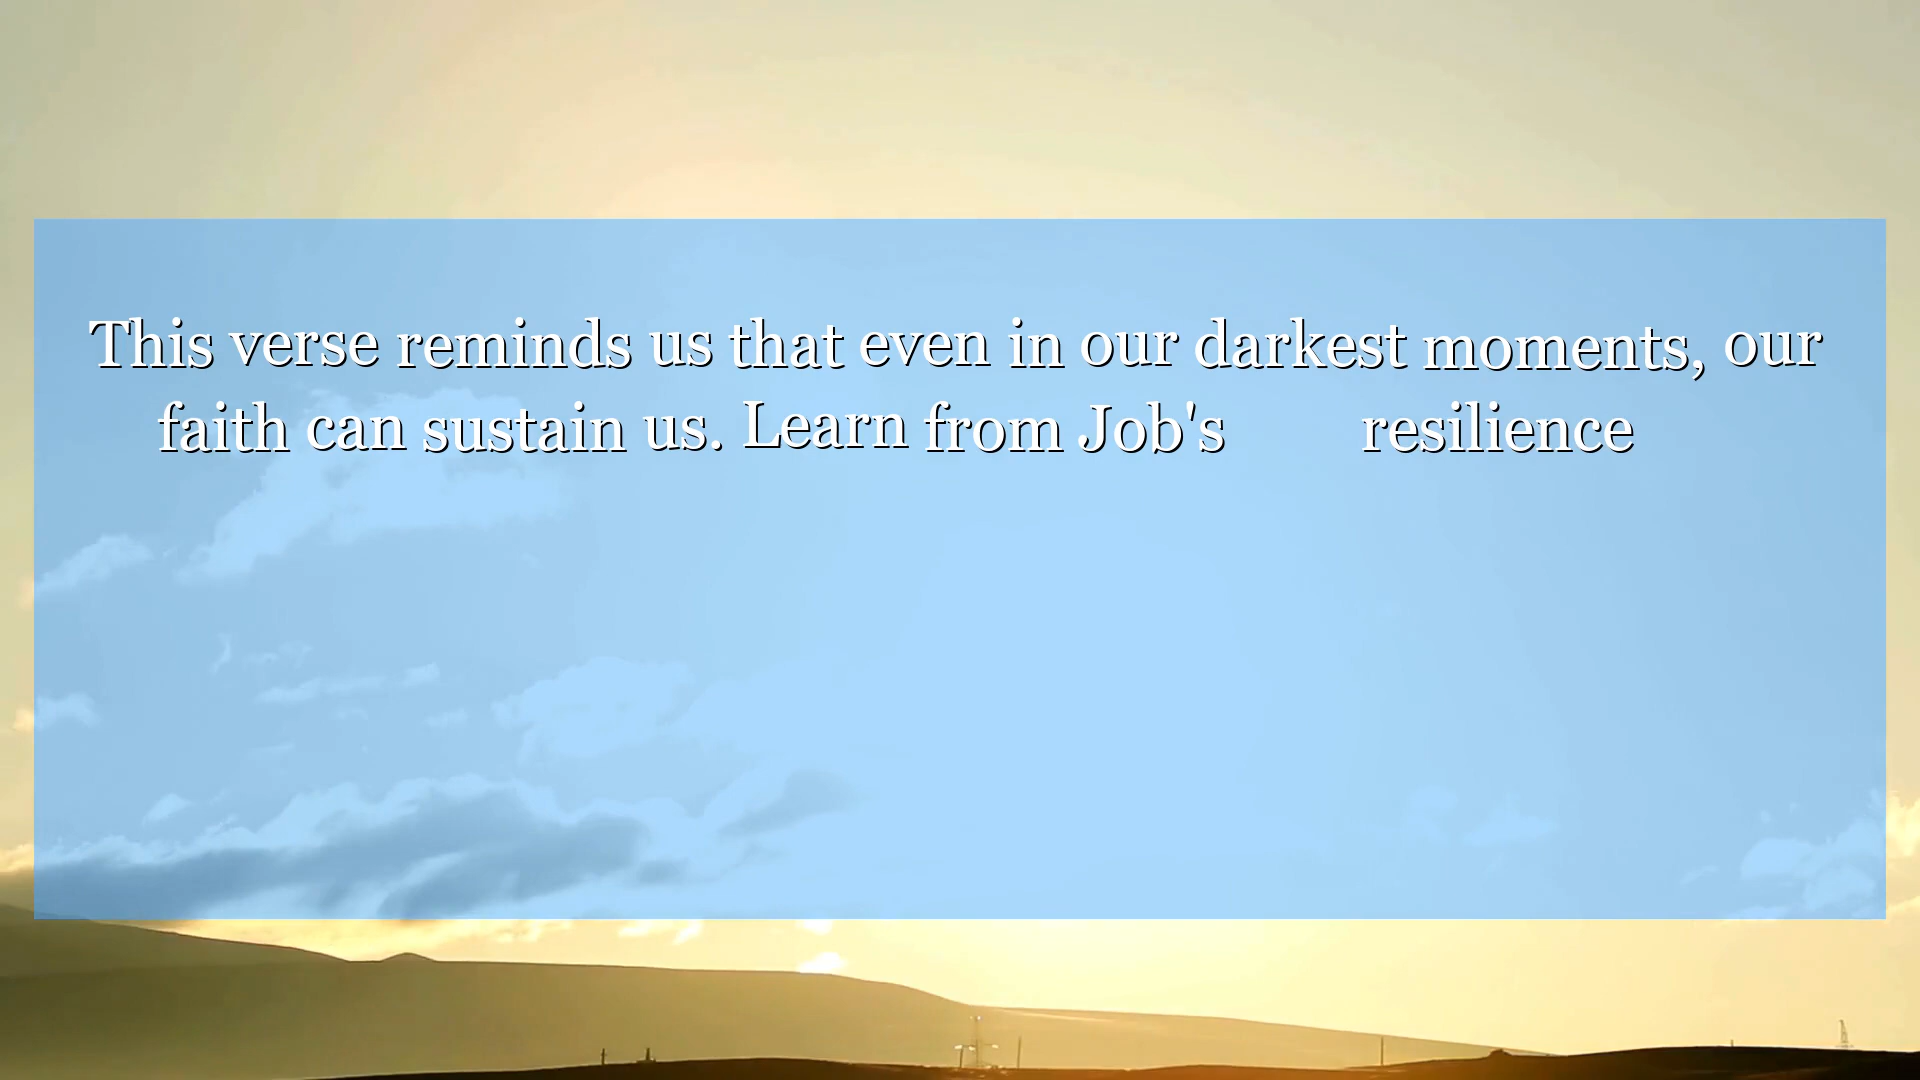 This verse reminds us that even in our darkest moments, our
faith can sustain us. Learn from Job's resilience